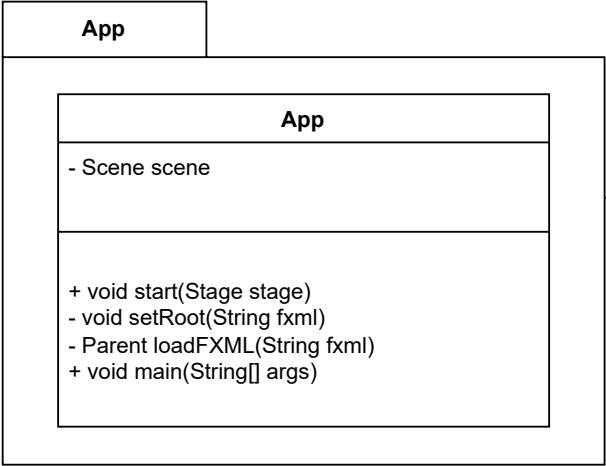 App
App
- Scene scene
+ void start(Stage stage)
- void setRoot(String fxml)
- Parent loadFXML(String fxml)
+ void main(String[] args)